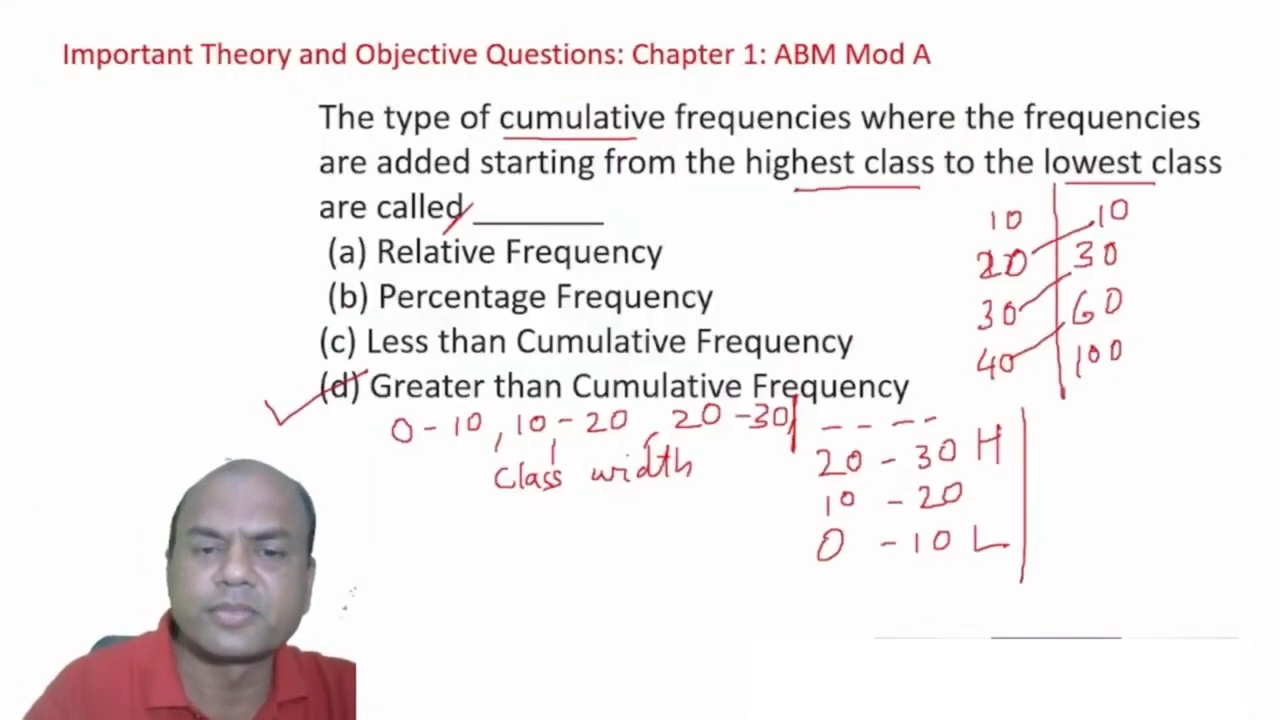 Important Theory and Objective Questions: Chapter 1: ABM Mod A
The type of cumulative frequencies where the frequencies
are added starting from the highest class to the lowest class
are called ________
(a) Relative Frequency
(b) Percentage Frequency
(c) Less than Cumulative Frequency
(d) Greater than Cumulative Frequency
10 10
20 30
30 60
40 100
0 - 10, 10 - 20, 20 - 30
class width
20 - 30 H
10 - 20
0 - 10 L